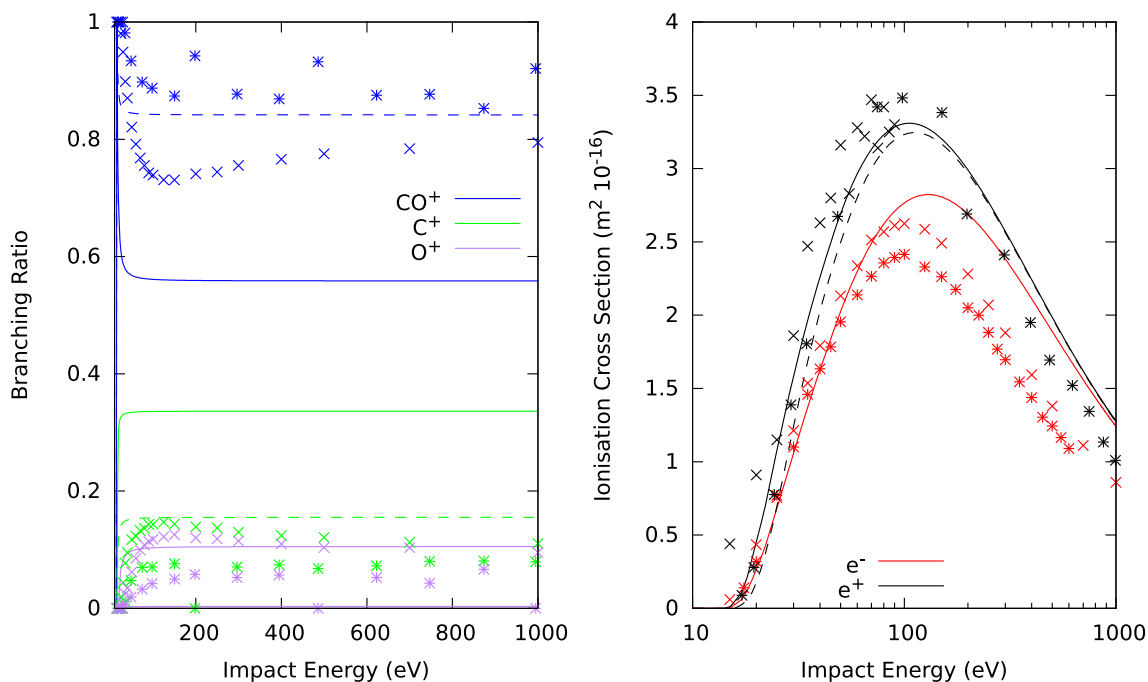 1
0.8
0.6
0.4
0.2
0
200
400
600
800
1000
Branching Ratio
Impact Energy (eV)
CO⁺
C⁺
O⁺
4
3.5
3
2.5
2
1.5
1
0.5
0
10
100
1000
Ionisation Cross Section (m² 10⁻¹⁶)
Impact Energy (eV)
e⁻
e⁺